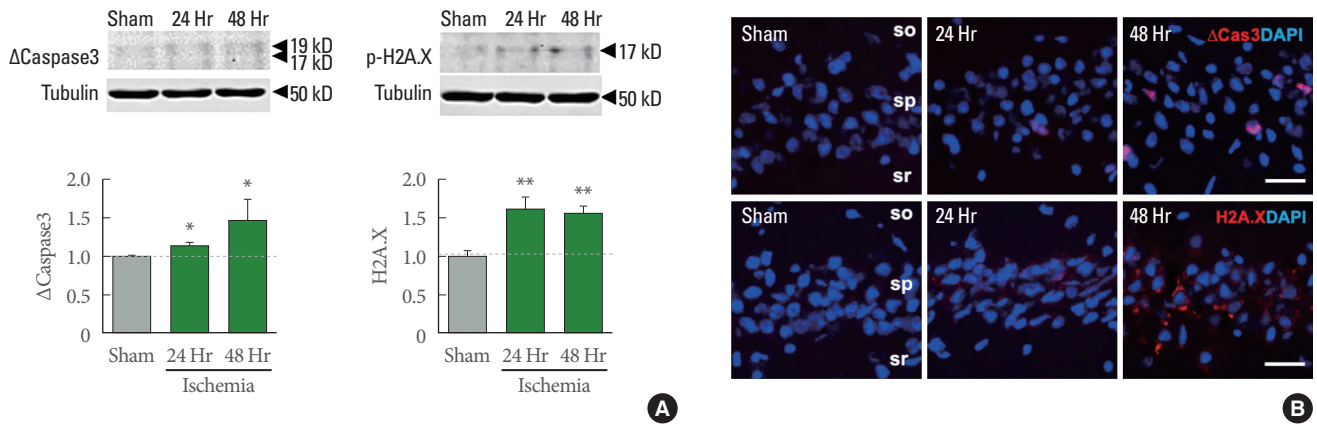 Sham 24 Hr 48 Hr
ΔCaspase3
19 kD
17 kD
Tubulin
50 kD
Sham 24 Hr 48 Hr
p-H2A.X
17 kD
Tubulin
50 kD
ΔCaspase3
2.0
1.5
1.0
0.5
0
*
*
Sham 24 Hr 48 Hr
Ischemia
H2A.X
2.0
1.5
1.0
0.5
0
**
**
Sham 24 Hr 48 Hr
Ischemia
A
Sham
so
sp
sr
24 Hr
48 Hr
ΔCas3DAPI
Sham
so
sp
sr
24 Hr
48 Hr
H2A.XDAPI
B